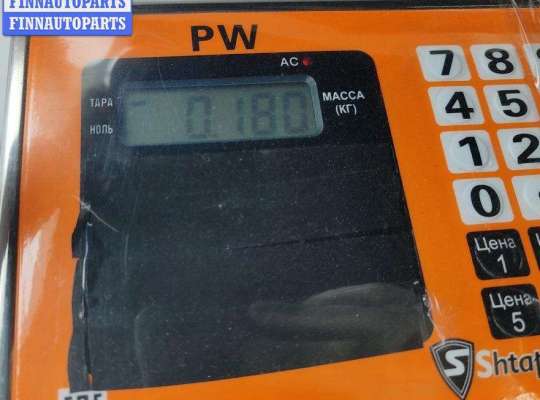 FINNAUTOPARTS
FINNAUTOPARTS
PW
AC
ТАРА
НОЛЬ
0.180
МАССА
(КГ)
7 8
4 5
1 2
0
Цена
1
Цена
5
S Shtap